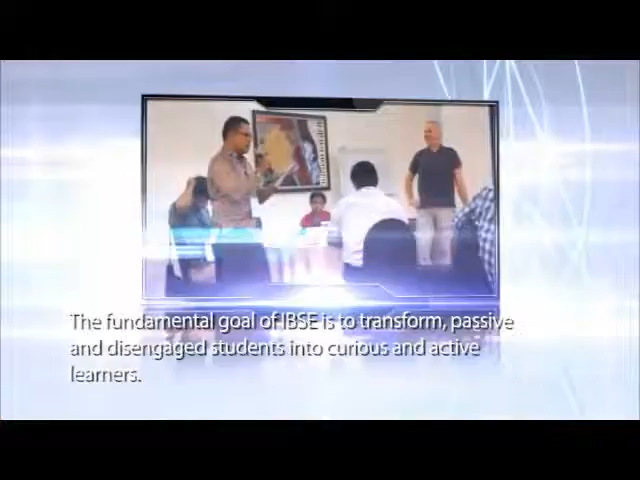 The fundamental goal of IBSE is to transform, passive
and disengaged students into curious and active
learners.